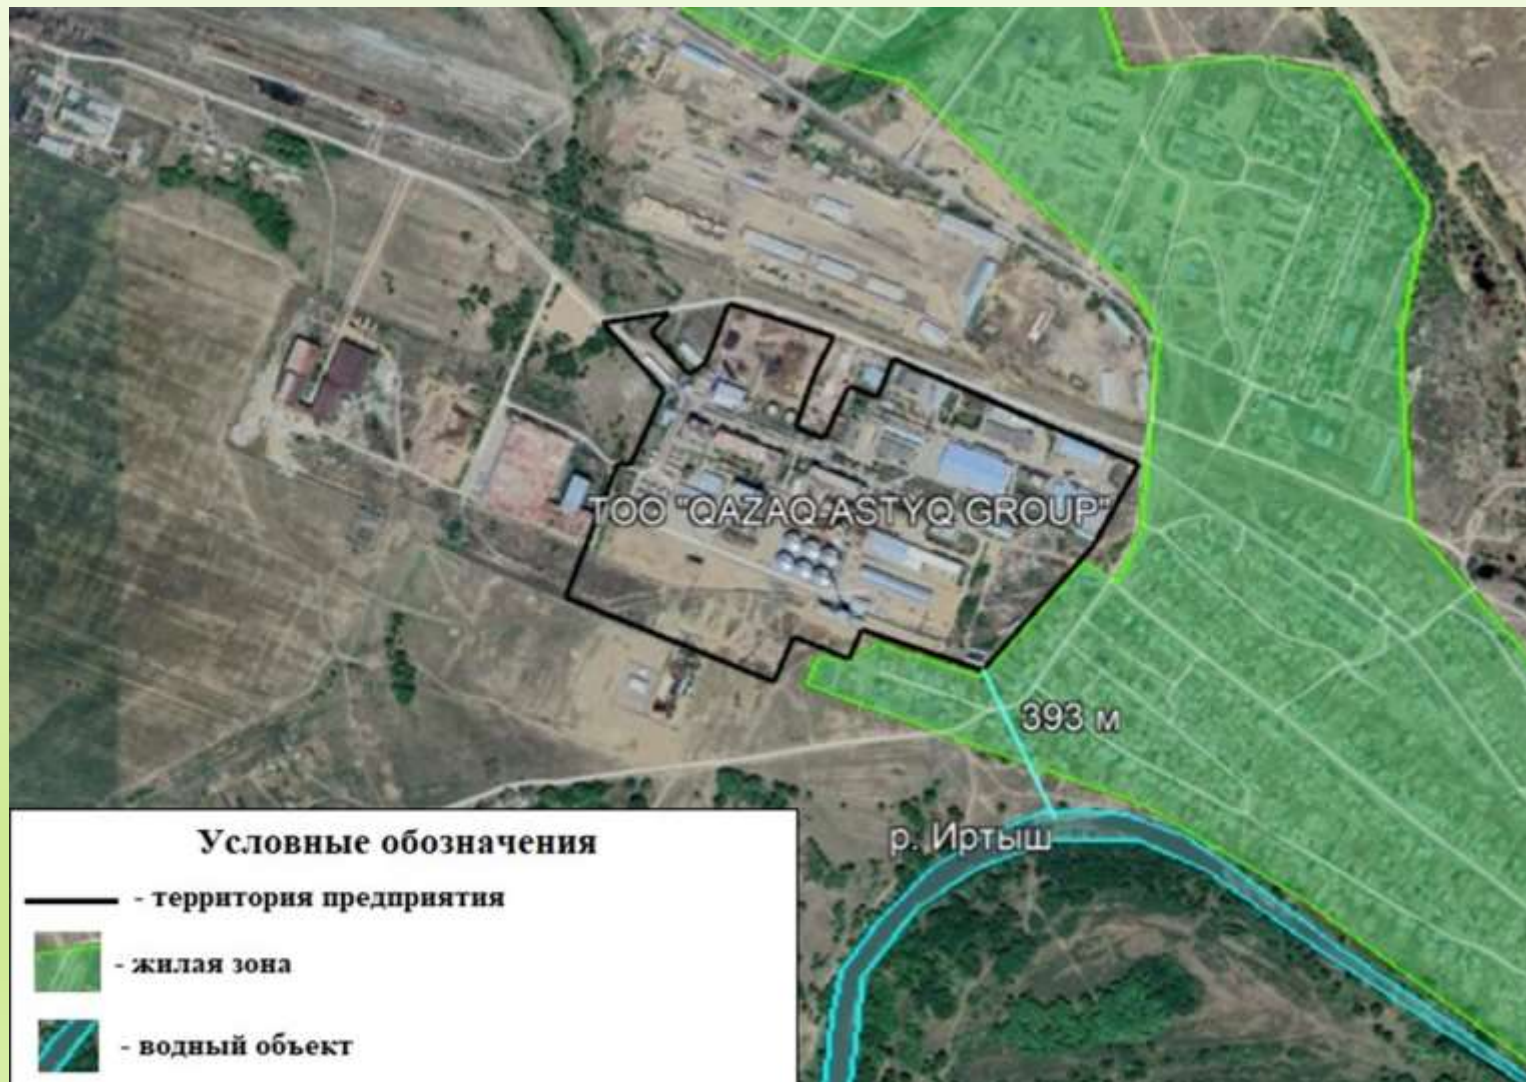 ТОО "QAZAQ ASTYQ GROUP"
393 м
р. Иртыш
Условные обозначения
- территория предприятия
- жилая зона
- водный объект